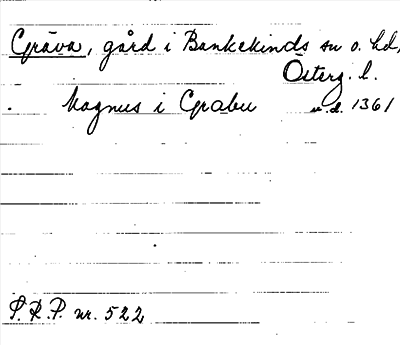 Gräva, gård i Bankekinds sn o. hd,
Österg. l.
Magnus i Grabu u.d. 1361
S.R.P. nr. 522